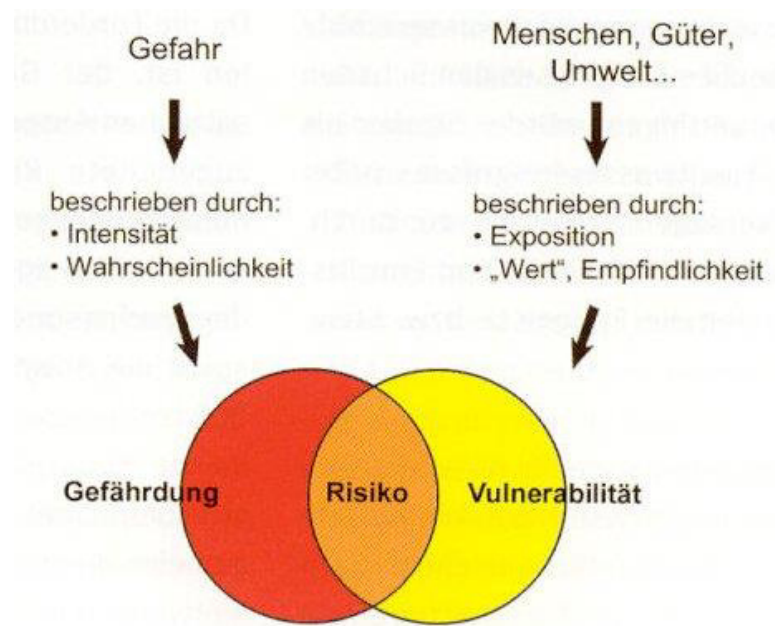 Gefahr
beschrieben durch:
• Intensität
• Wahrscheinlichkeit
Menschen, Güter,
Umwelt...
beschrieben durch:
• Exposition
• „Wert“, Empfindlichkeit
Gefährdung
Risiko
Vulnerabilität